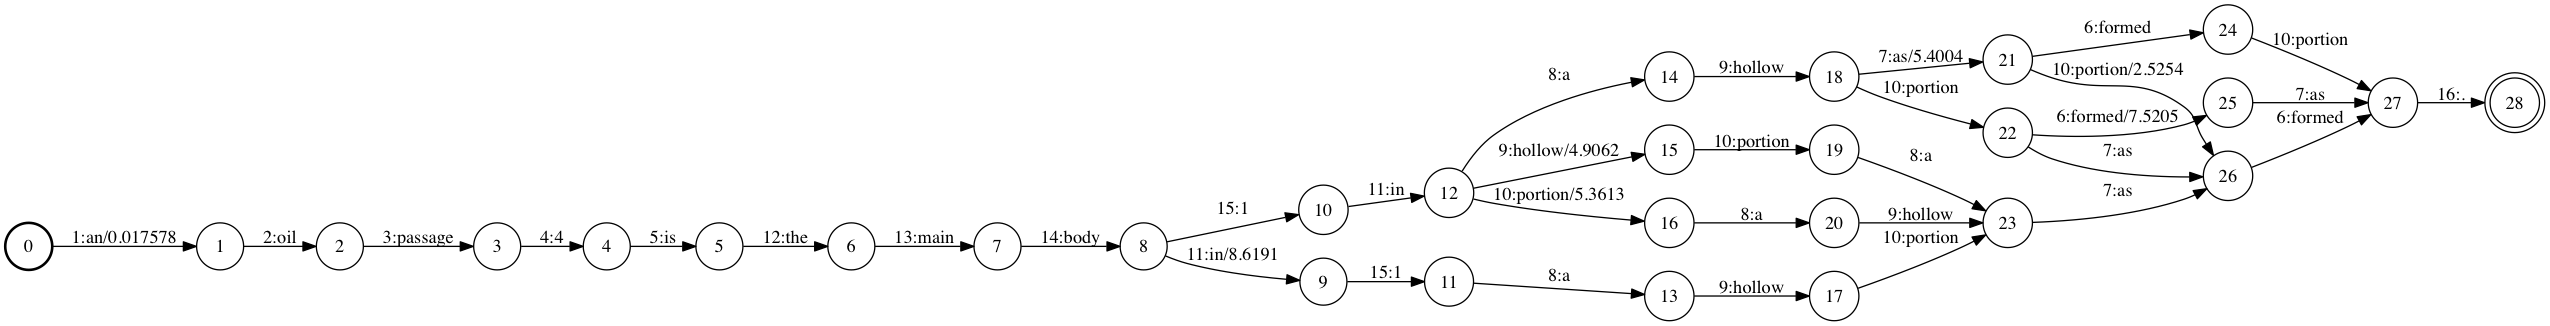 6:formed
24
10:portion
7:as/5.4004
21
14
8:a
9:hollow
18
10:portion/2.5254
10:portion
25
7:as
27
16:.
28
6:formed/7.5205
6:formed
22
7:as
9:hollow/4.9062
15
10:portion
19
8:a
26
11:in
12
10:portion/5.3613
7:as
15:1
10
16
8:a
20
9:hollow
23
10:portion
0
1:an/0.017578
1
2:oil
2
3:passage
3
4:4
4
5:is
5
12:the
6
13:main
7
14:body
8
11:in/8.6191
9
15:1
11
8:a
13
9:hollow
17